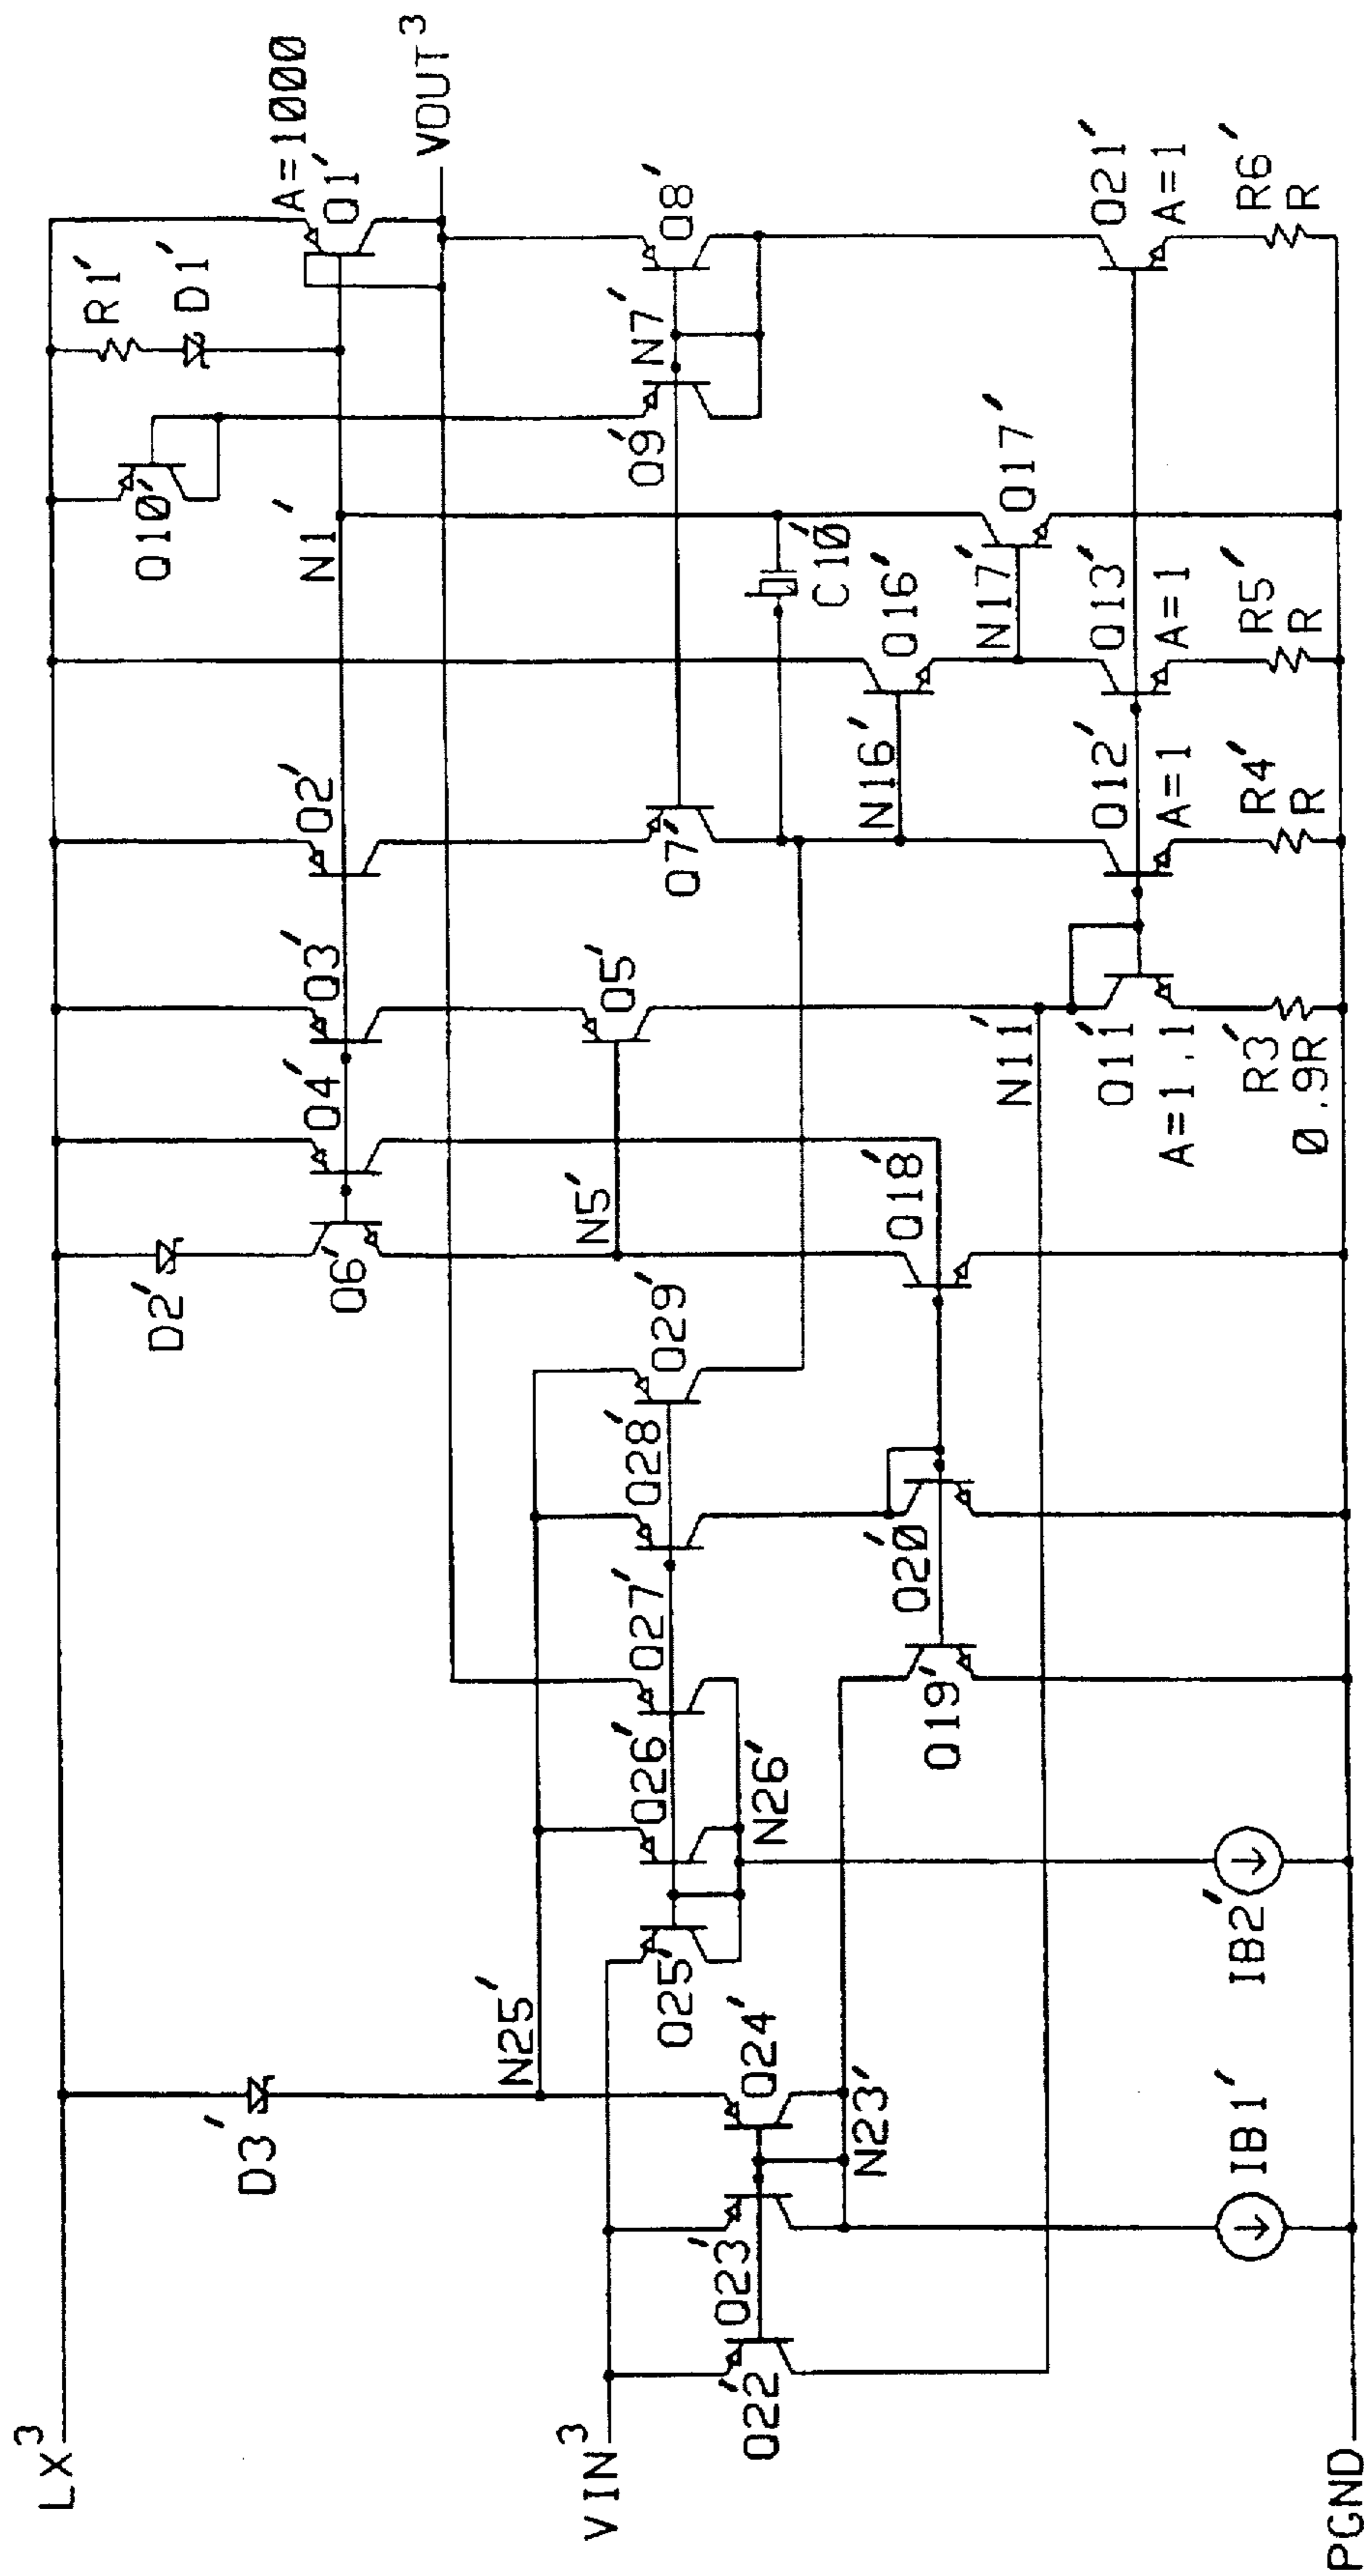 LX³
D3'
D2'
Q10'
R1'
D1'
A=1000
Q1'
N1'
Q2'
Q3'
Q4'
Q6'
VOUT³
N25'
N5'
Q5'
VIN³
Q25'
Q26'
Q27'
Q28'
Q29'
Q7'
Q9'
N7'
Q8'
Q22'
Q23'
Q24'
N26'
N23'
C10'
Q19'
Q20'
Q18'
N16'
Q16'
N11'
N17'
Q17'
Q11'
A=1.1
Q12'
A=1
Q13'
A=1
Q21'
A=1
IB1'
IB2'
R3'
0.9R
R4'
R
R5'
R
R6'
R
PGND